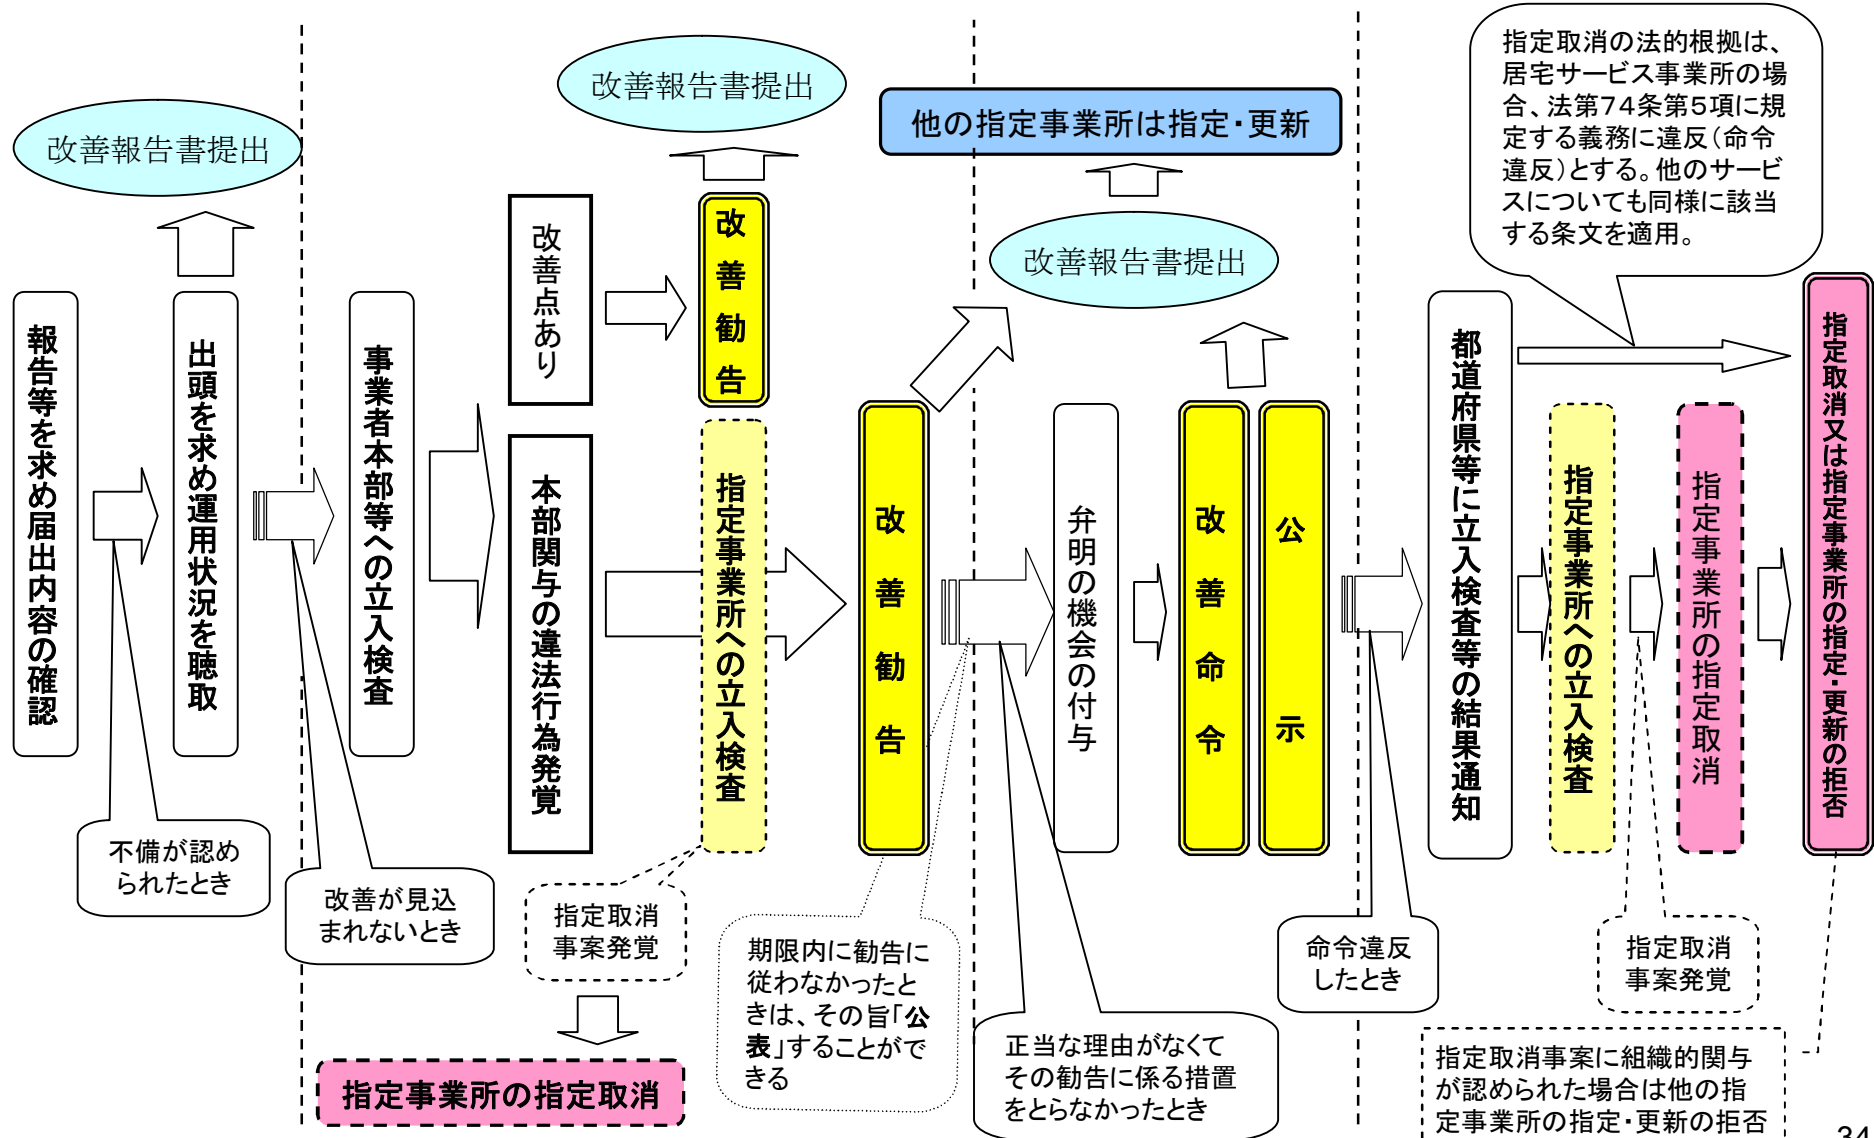 改善報告書提出
改善報告書提出
他の指定事業所は指定・更新
改善報告書提出
指定取消の法的根拠は、
居宅サービス事業所の場
合、法第74条第5項に規
定する義務に違反(命令
違反)とする。他のサービ
スについても同様に該当
する条文を適用。
報告等を求め届出内容の確認
出頭を求め運用状況を聴取
事業者本部等への立入検査
改善点あり
改善勧告
本部関与の違法行為発覚
指定事業所への立入検査
改善勧告
弁明の機会の付与
改善命令
公示
都道府県等に立入検査等の結果通知
指定事業所への立入検査
指定事業所の指定取消
指定取消又は指定事業所の指定・更新の拒否
不備が認め
られたとき
改善が見込
まれないとき
指定取消
事案発覚
指定事業所の指定取消
期限内に勧告に
従わなかったと
きは、その旨「公
表」することがで
きる
正当な理由がなくて
その勧告に係る措置
をとらなかったとき
命令違反
したとき
指定取消
事案発覚
指定取消事案に組織的関与
が認められた場合は他の指
定事業所の指定・更新の拒否
34